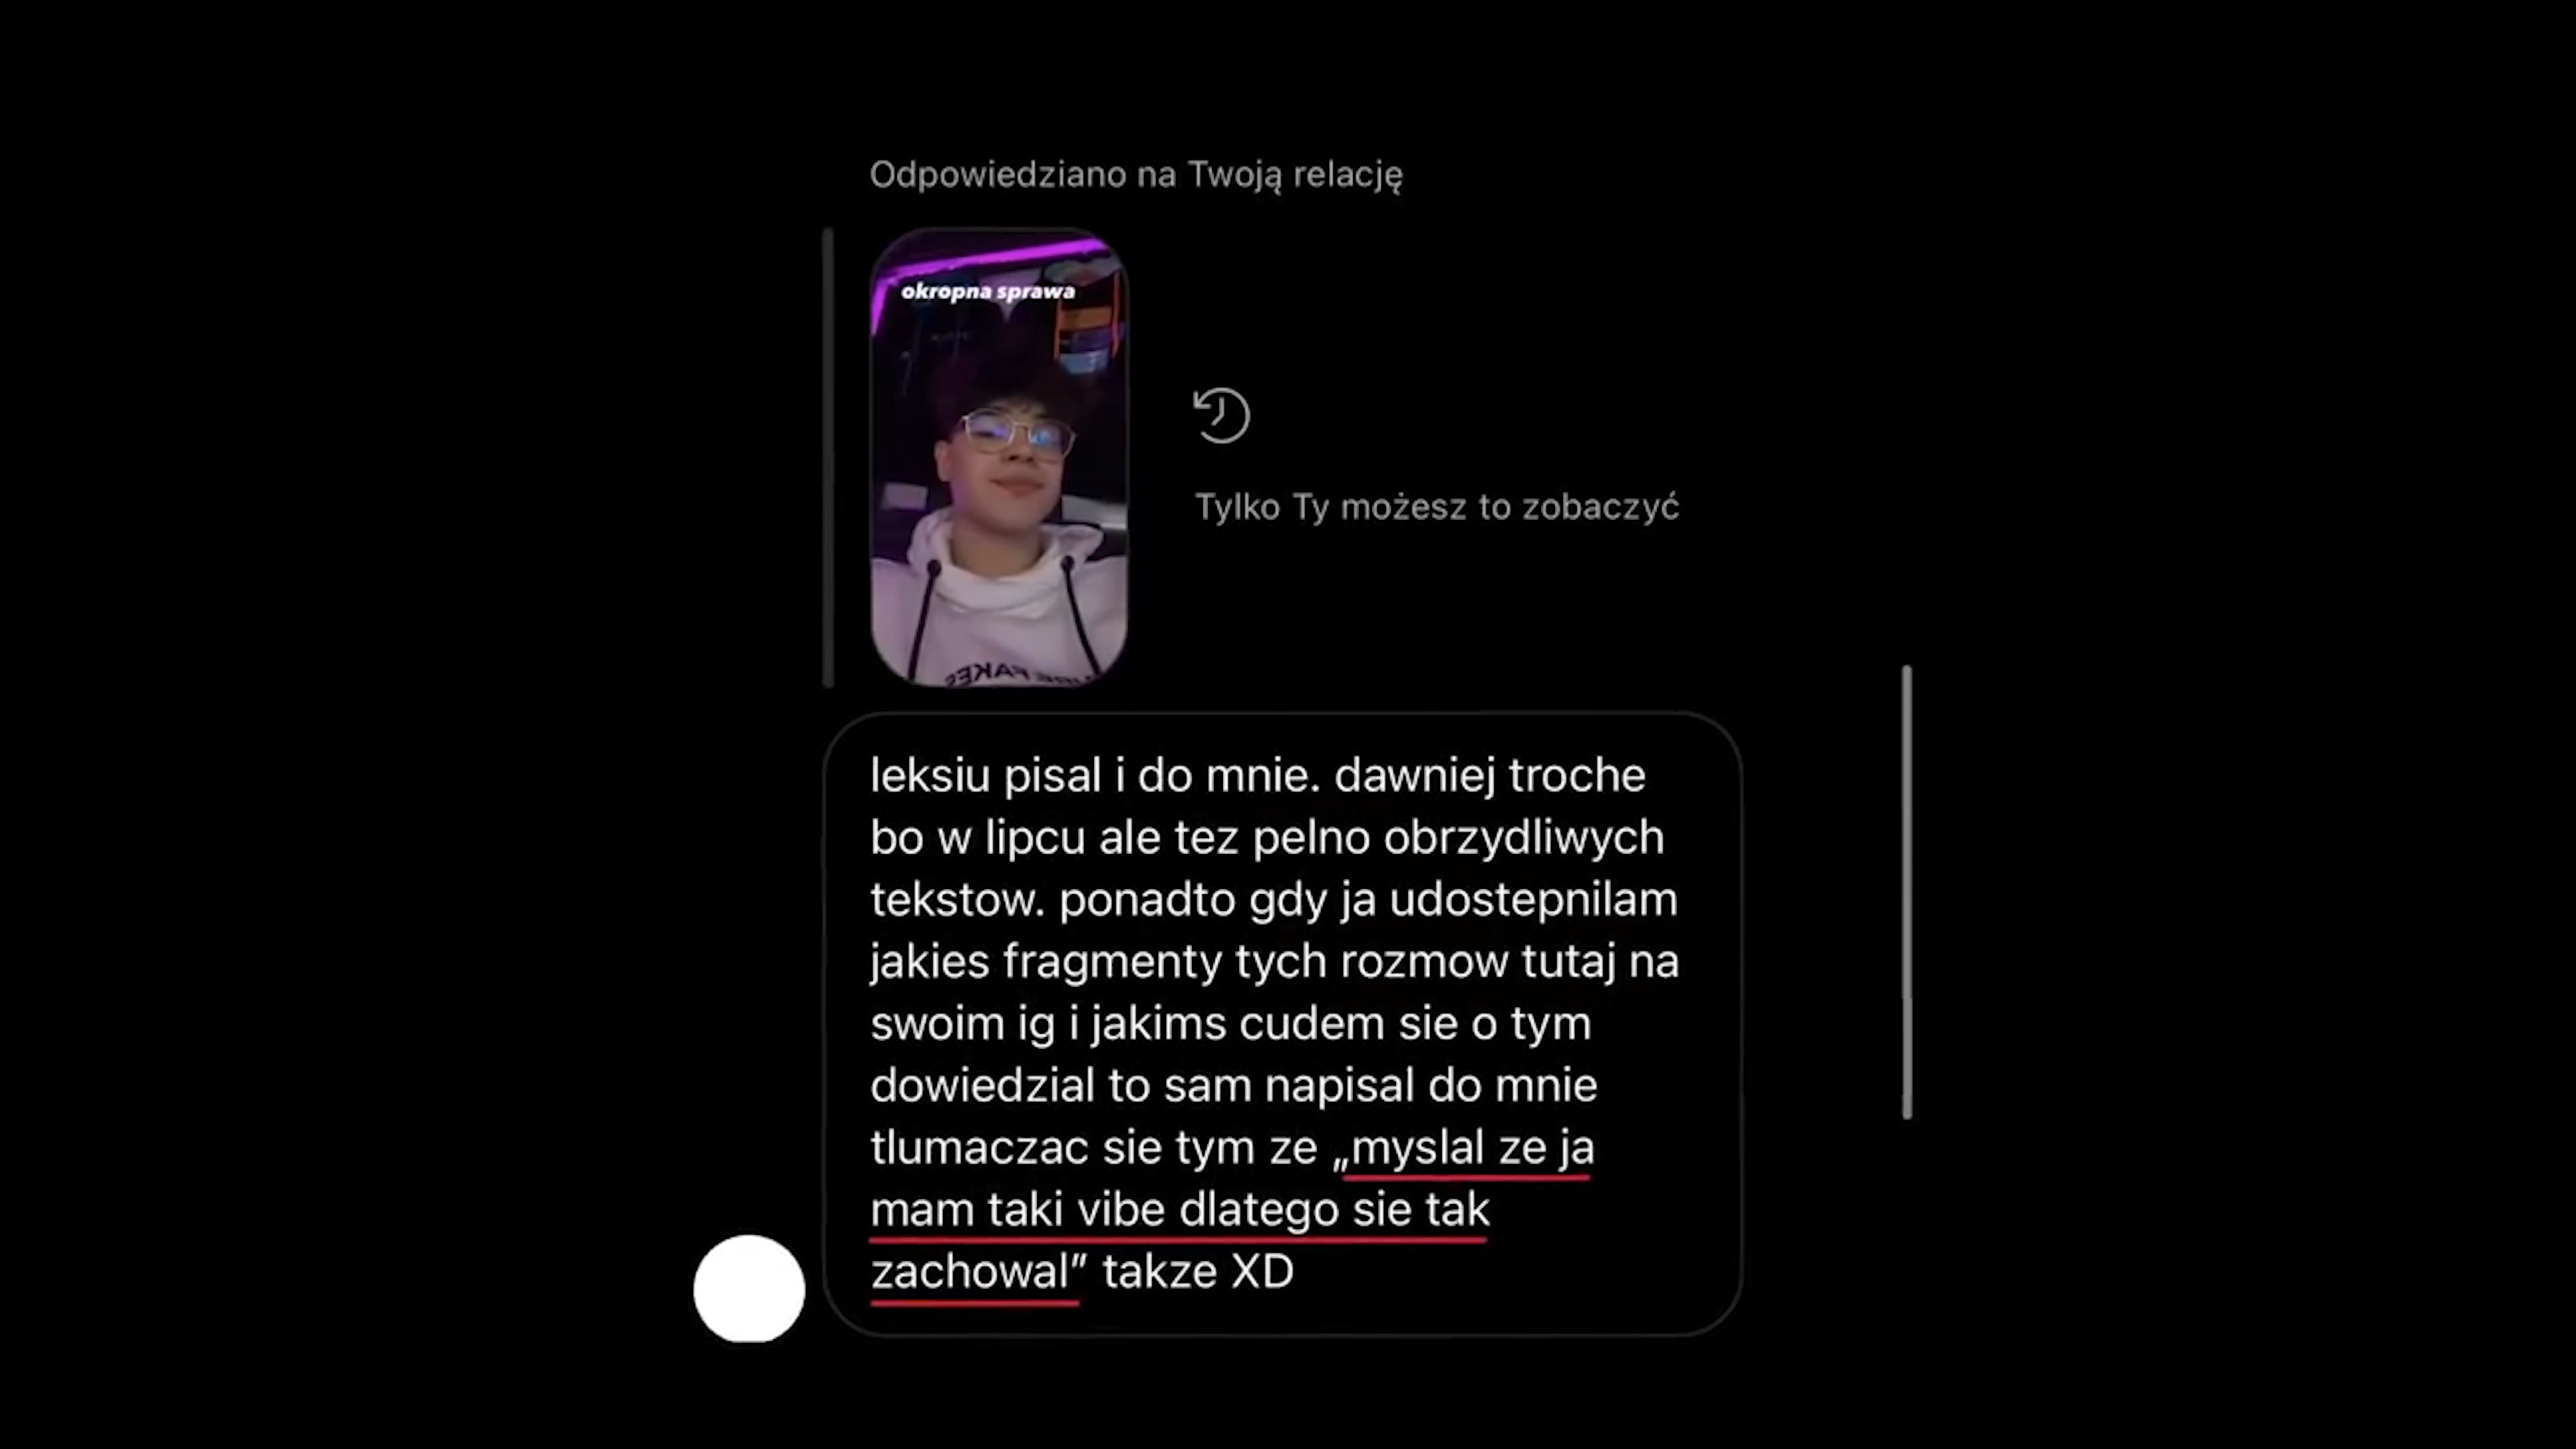 Odpowiedziano na Twoją relację
okropna sprawa
Tylko Ty możesz to zobaczyć
leksiu pisal i do mnie. dawniej troche
bo w lipcu ale tez pelno obrzydliwych
tekstow. ponadto gdy ja udostepnilam
jakies fragmenty tych rozmow tutaj na
swoim ig i jakims cudem sie o tym
dowiedzial to sam napisal do mnie
tlumaczac sie tym ze „myslal ze ja
mam taki vibe dlatego sie tak
zachowal” takze XD